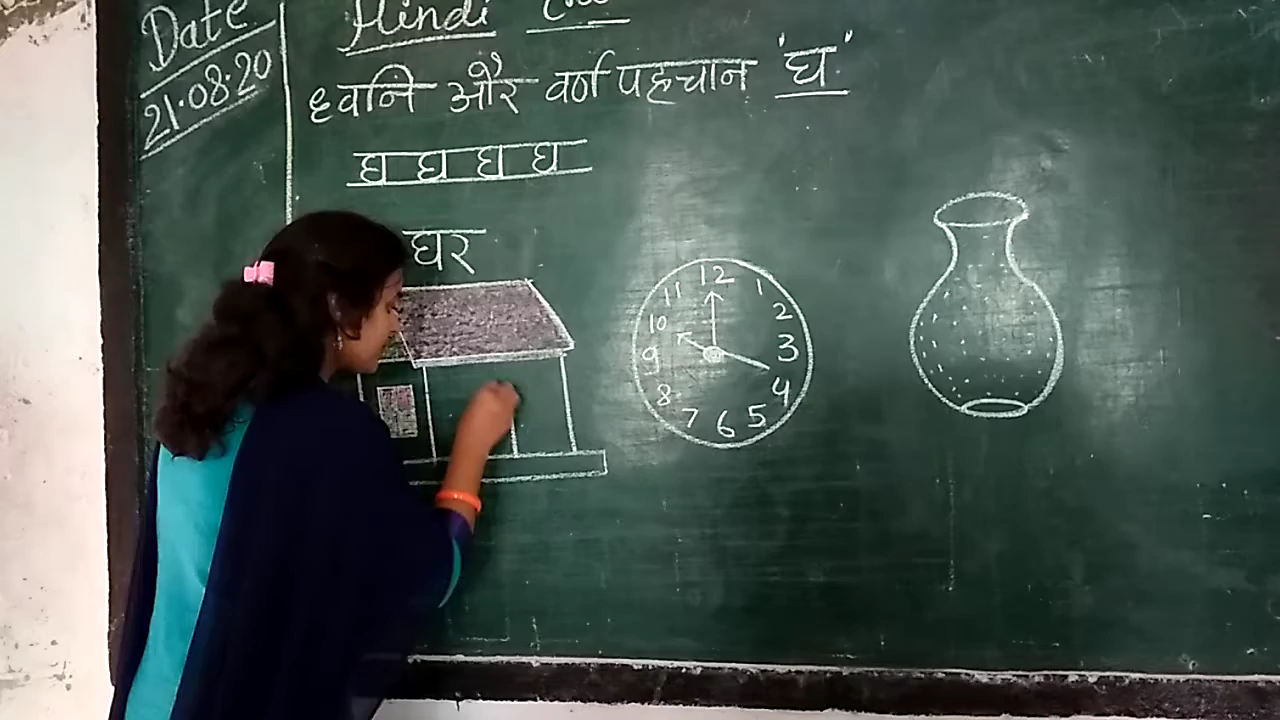 Date
21.08.20
Hindi
ध्वनि और वर्ण पहचान 'घ'
घ घ घ घ
घर
12
11 1
10 2
9 3
8 4
7 6 5